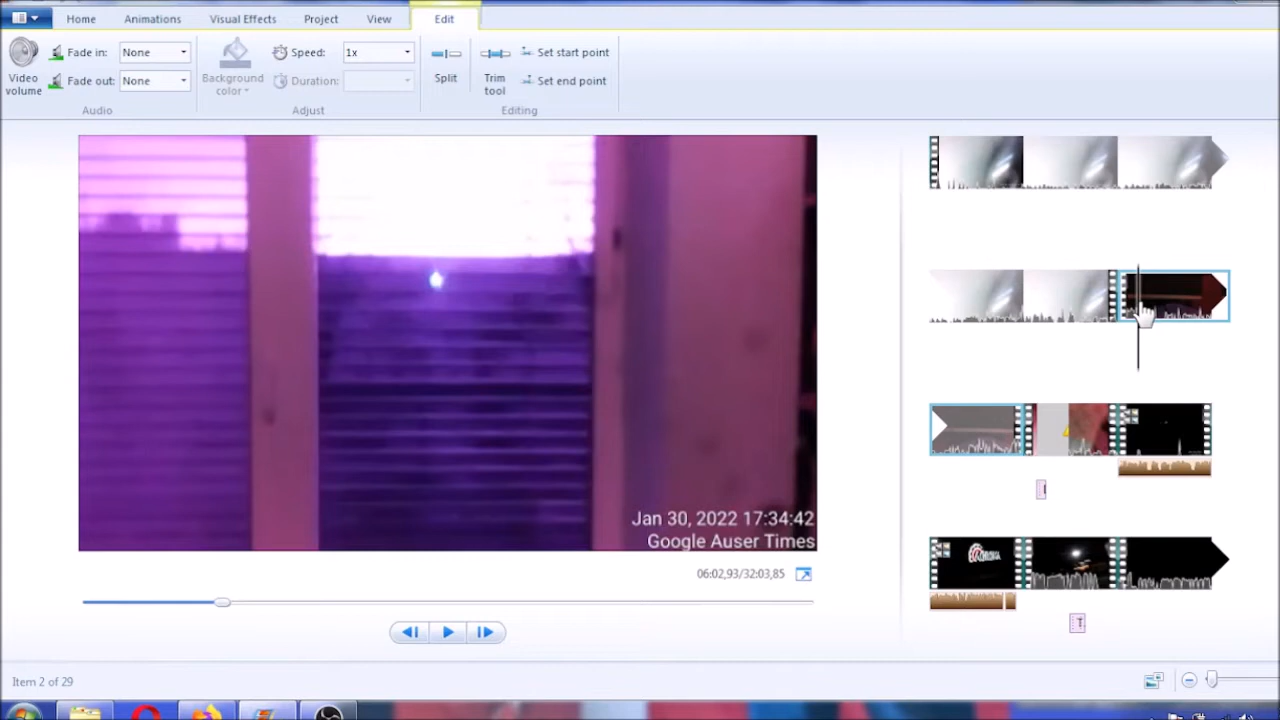 Home Animations Visual Effects Project View Edit
Video volume
Fade in: None
Fade out: None
Audio
Background color
Speed: 1x
Duration:
Adjust
Split
Trim tool
Set start point
Set end point
Editing
Jan 30, 2022 17:34:42
Google Auser Times
06:02,93/32:03,85
T
Item 2 of 29